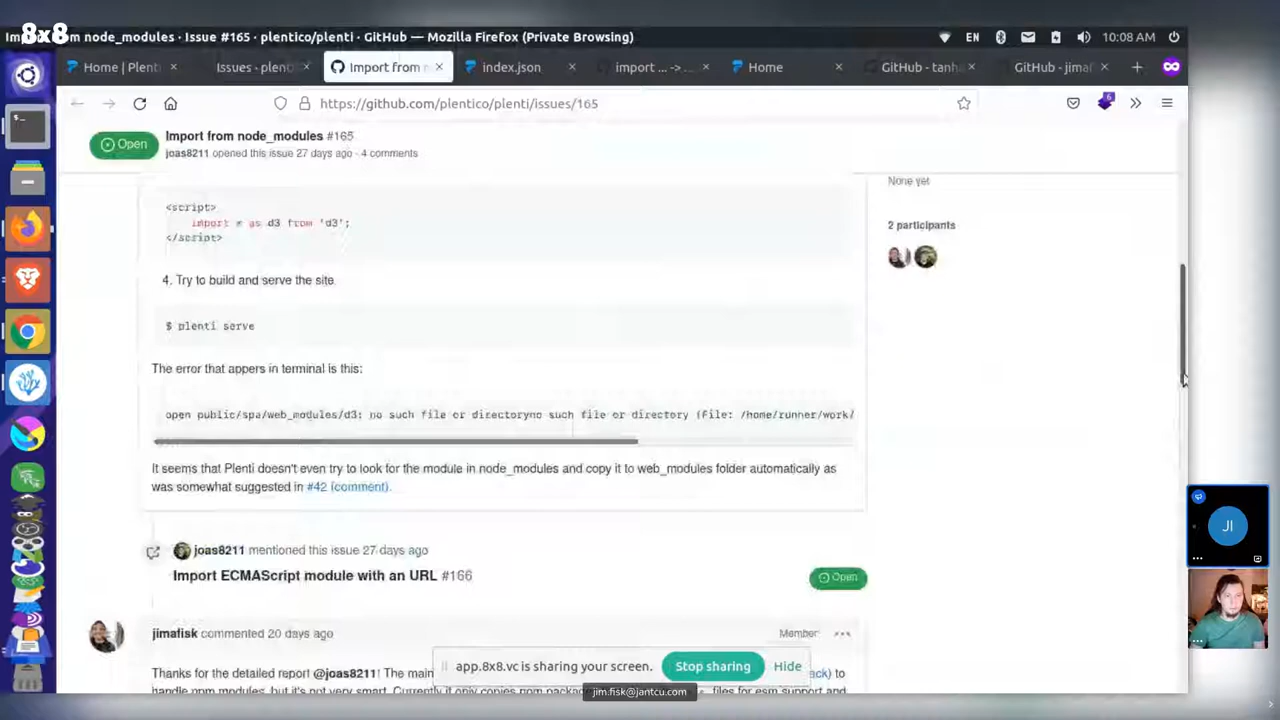 8x8
om node_modules · Issue #165 · plentico/plenti · GitHub — Mozilla Firefox (Private Browsing)
EN
10:08 AM
Home | Plent
Issues - plenti
Import from
index.json
import ... -> ..
Home
GitHub - tanh
GitHub - jimaf
https://github.com/plentico/plenti/issues/165
6
Open
Import from node_modules #165
joas8211 opened this issue 27 days ago · 4 comments
None yet
<script>
import * as d3 from 'd3';
</script>
2 participants
4. Try to build and serve the site
$ plenti serve
The error that appers in terminal is this:
open public/spa/web_modules/d3: no such file or directoryno such file or directory (file: /home/runner/work/
It seems that Plenti doesn't even try to look for the module in node_modules and copy it to web_modules folder automatically as
was somewhat suggested in #42 (comment).
joas8211 mentioned this issue 27 days ago
Import ECMAScript module with an URL #166
Open
JI
jimafisk commented 20 days ago
Member
Thanks for the detailed report @joas8211! The main
ack) to
handle npm modules, but it's not very smart. Currently it only copies npm
files for esm support and
app.8x8.vc is sharing your screen.
Stop sharing
Hide
jim.fisk@jantcu.com